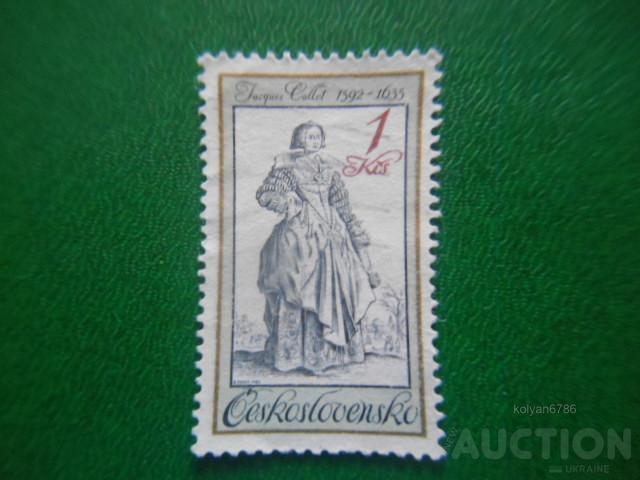 Jacques Callot 1592-1635
1
Kčs
Československo
kolyan6786
AUCTION
UKRAINE